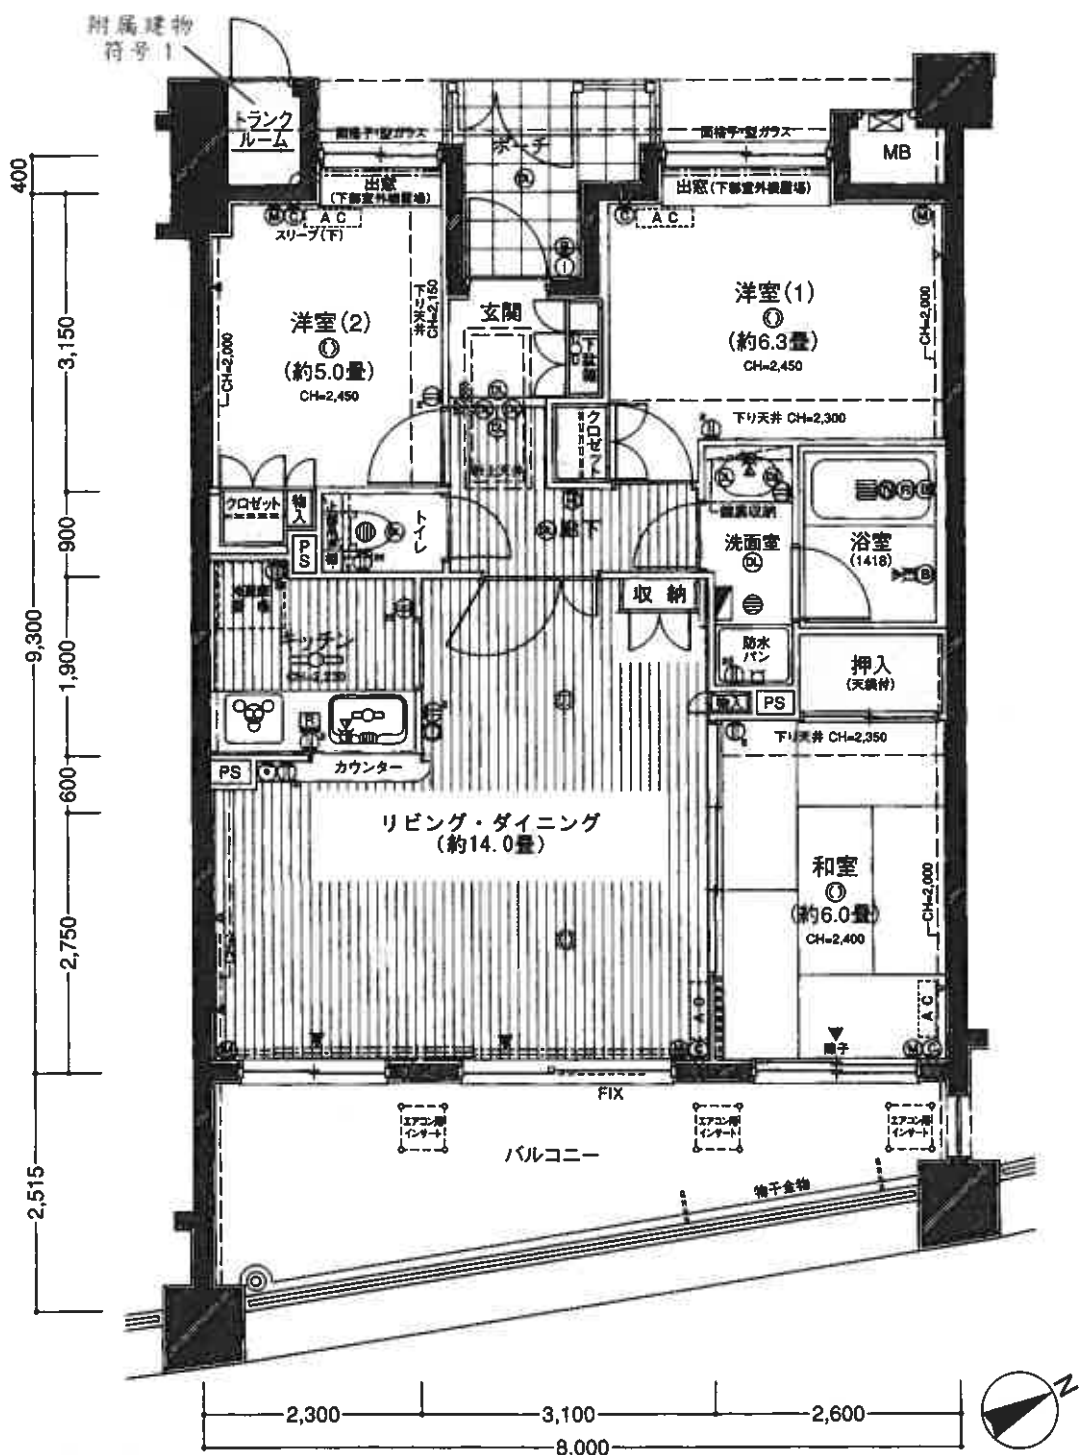 附属建物
符号1
トランク
ルーム
面格子・型ガラス
ポーチ
面格子・型ガラス
MB
出窓
(下部室外機置場)
出窓(下部室外機置場)
M C AC
スリーブ(下)
C AC
M
洋室(2)
(約5.0畳)
CH=2,450
CH=2,000
下り天井
CH=2,150
玄関
下駄箱
洋室(1)
(約6.3畳)
CH=2,450
CH=2,000
下り天井 CH=2,300
クロゼット
クロゼット
物入
PS
トイレ
廊下
DL
洗面室
DL
浴室
(1418)
収納
キッチン
CH=2,220
防水
パン
押入
(天袋付)
物入
PS
下り天井 CH=2,350
PS
カウンター
リビング・ダイニング
(約14.0畳)
和室
(約6.0畳)
CH=2,400
CH=2,000
AC
AC
M
C
障子
M C
FIX
エアコン用
インサート
エアコン用
インサート
エアコン用
インサート
バルコニー
物干金物
400
3,150
900
1,900
600
2,750
9,300
2,515
2,300
3,100
2,600
8,000
N